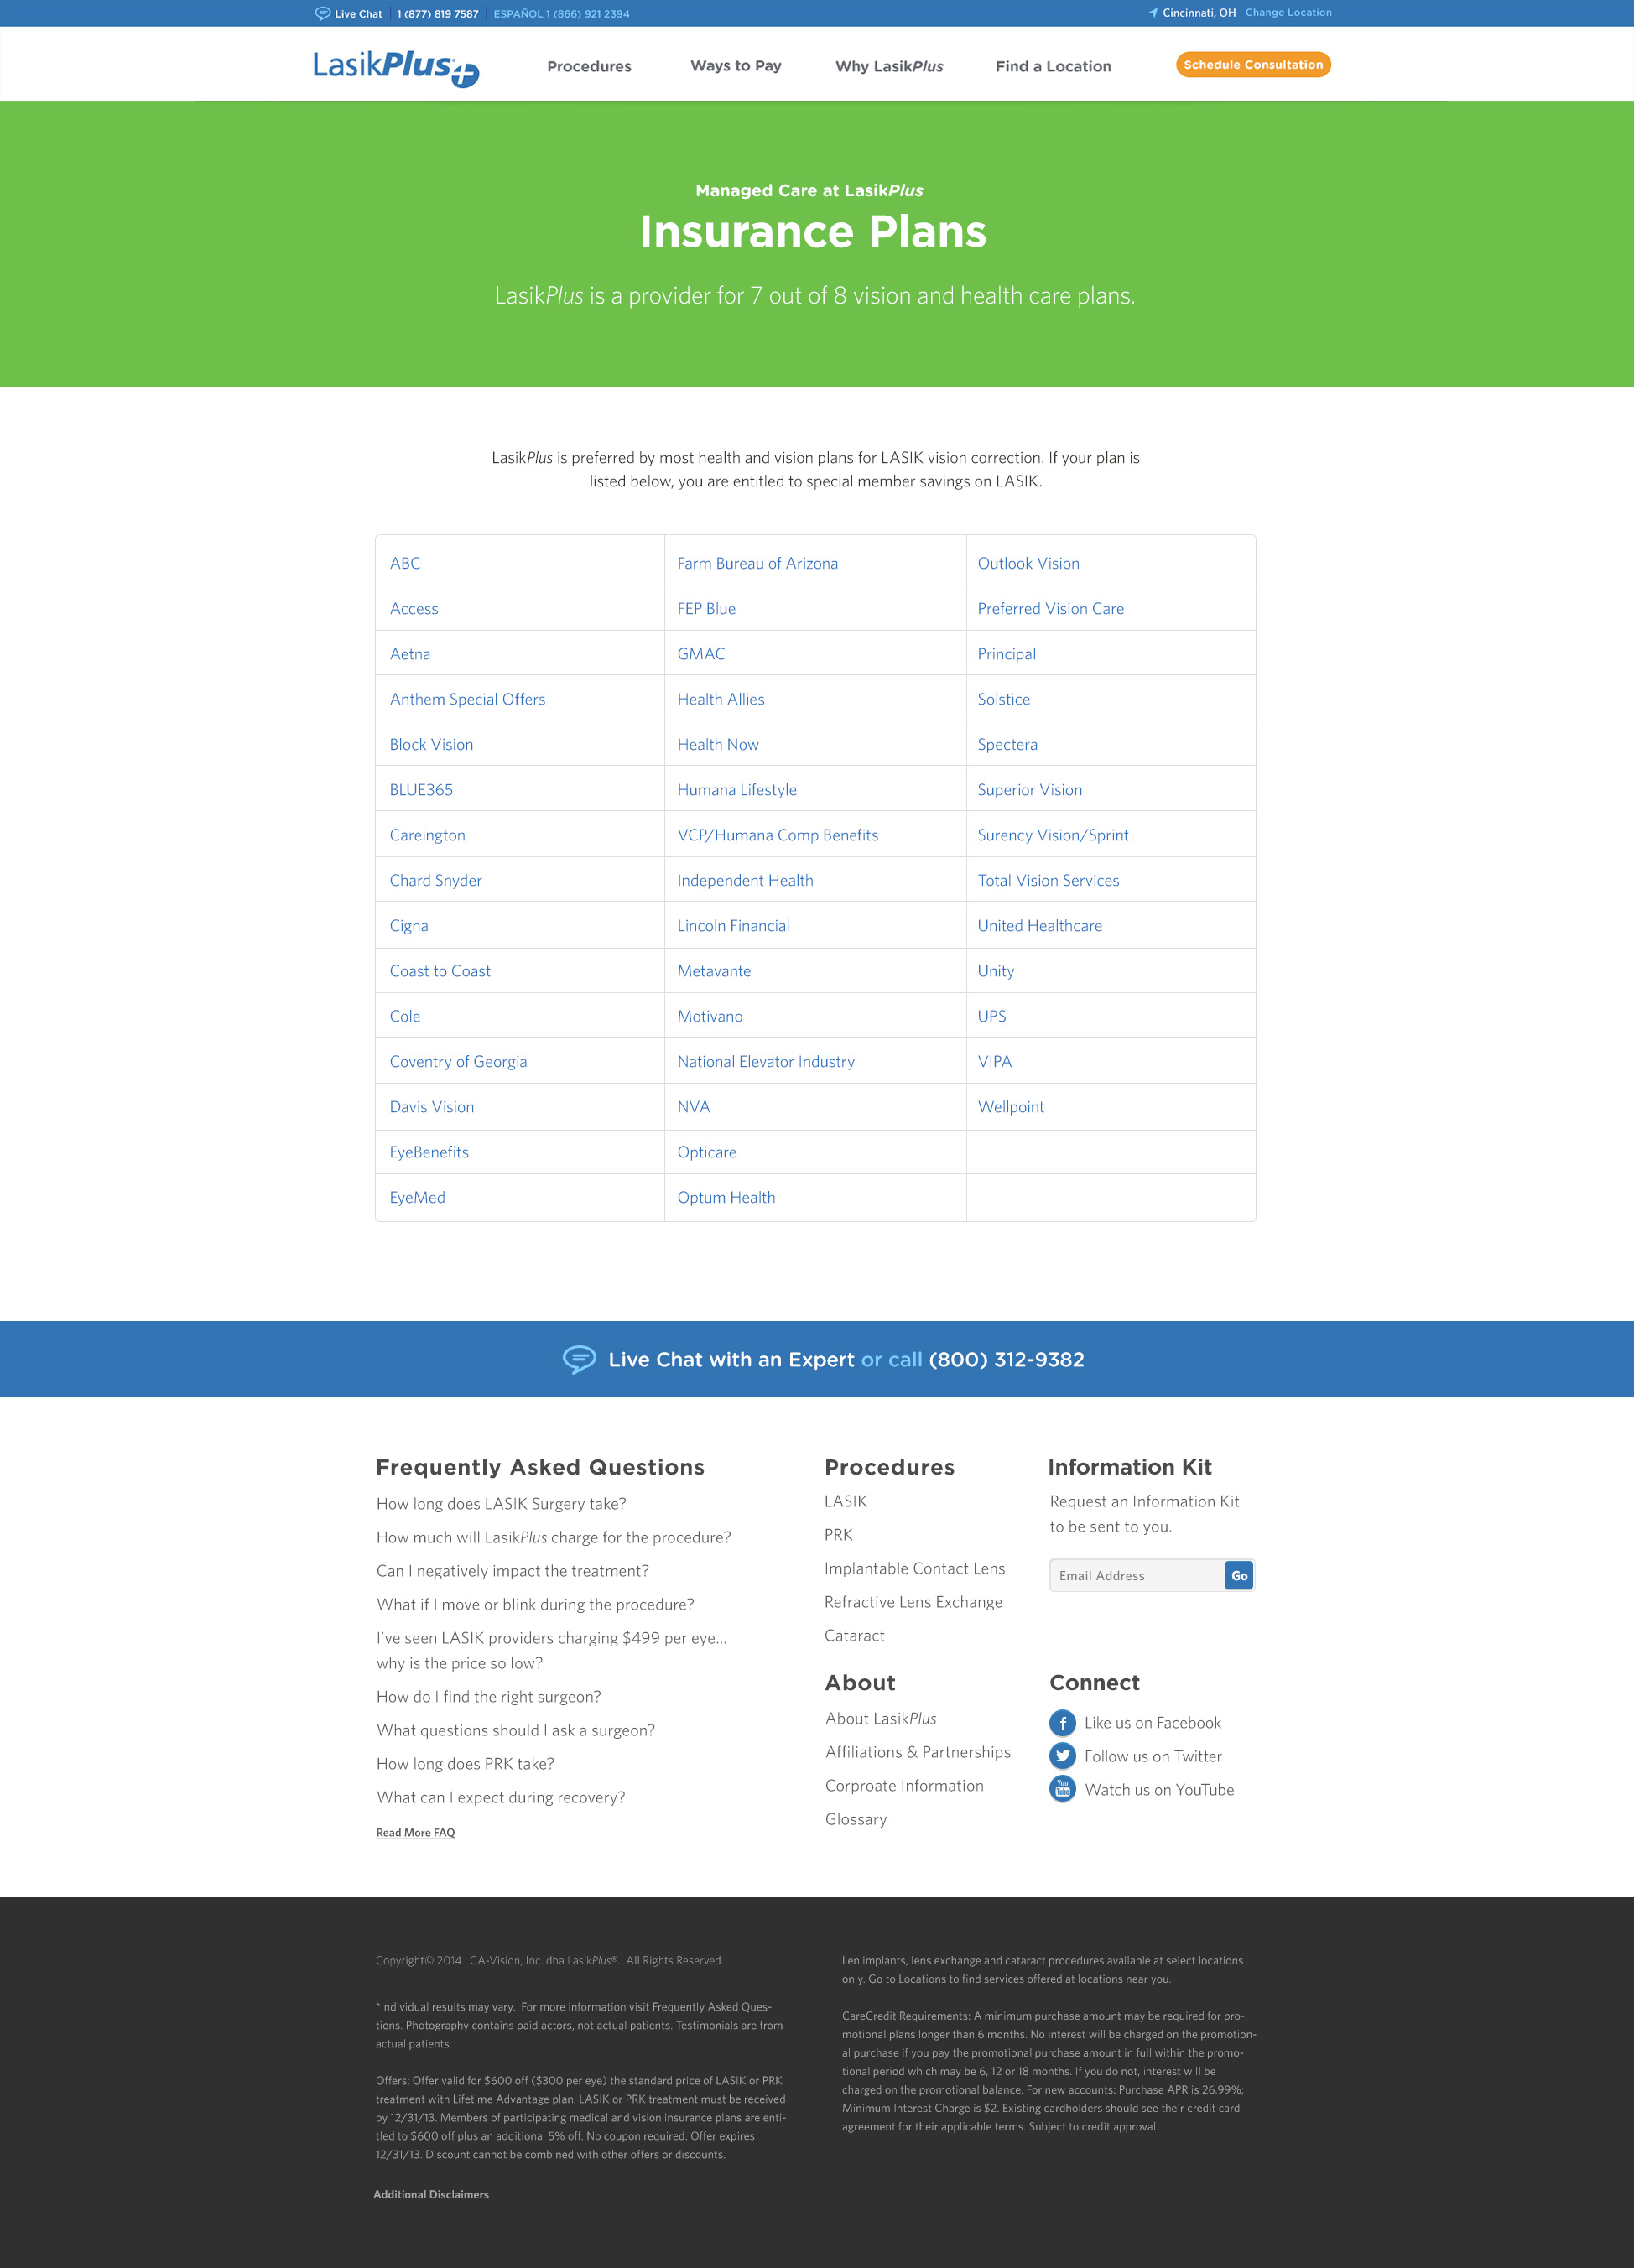 Live Chat 1 (877) 819 7587 ESPAÑOL 1 (866) 921 2394
Cincinnati, OH Change Location
LasikPlus
Procedures
Ways to Pay
Why LasikPlus
Find a Location
Schedule Consultation
Managed Care at LasikPlus
Insurance Plans
LasikPlus is a provider for 7 out of 8 vision and health care plans.
LasikPlus is preferred by most health and vision plans for LASIK vision correction. If your plan is
listed below, you are entitled to special member savings on LASIK.
ABC Farm Bureau of Arizona Outlook Vision
Access FEP Blue Preferred Vision Care
Aetna GMAC Principal
Anthem Special Offers Health Allies Solstice
Block Vision Health Now Spectera
BLUE365 Humana Lifestyle Superior Vision
Careington VCP/Humana Comp Benefits Surency Vision/Sprint
Chard Snyder Independent Health Total Vision Services
Cigna Lincoln Financial United Healthcare
Coast to Coast Metavante Unity
Cole Motivano UPS
Coventry of Georgia National Elevator Industry VIPA
Davis Vision NVA Wellpoint
EyeBenefits Opticare
EyeMed Optum Health
Live Chat with an Expert or call (800) 312-9382
Frequently Asked Questions
How long does LASIK Surgery take?
How much will LasikPlus charge for the procedure?
Can I negatively impact the treatment?
What if I move or blink during the procedure?
I've seen LASIK providers charging $499 per eye...
why is the price so low?
How do I find the right surgeon?
What questions should I ask a surgeon?
How long does PRK take?
What can I expect during recovery?
Read More FAQ
Procedures
LASIK
PRK
Implantable Contact Lens
Refractive Lens Exchange
Cataract
About
About LasikPlus
Affiliations & Partnerships
Corproate Information
Glossary
Information Kit
Request an Information Kit
to be sent to you.
Email Address Go
Connect
Like us on Facebook
Follow us on Twitter
You Tube Watch us on YouTube
Copyright© 2014 LCA-Vision, Inc. dba LasikPlus®. All Rights Reserved.
*Individual results may vary. For more information visit Frequently Asked Ques-
tions. Photography contains paid actors, not actual patients. Testimonials are from
actual patients.
Offers: Offer valid for $600 off ($300 per eye) the standard price of LASIK or PRK
treatment with Lifetime Advantage plan. LASIK or PRK treatment must be received
by 12/31/13. Members of participating medical and vision insurance plans are enti-
tled to $600 off plus an additional 5% off. No coupon required. Offer expires
12/31/13. Discount cannot be combined with other offers or discounts.
Additional Disclaimers
Len implants, lens exchange and cataract procedures available at select locations
only. Go to Locations to find services offered at locations near you.
CareCredit Requirements: A minimum purchase amount may be required for pro-
motional plans longer than 6 months. No interest will be charged on the promotion-
al purchase if you pay the promotional purchase amount in full within the promo-
tional period which may be 6, 12 or 18 months. If you do not, interest will be
charged on the promotional balance. For new accounts: Purchase APR is 26.99%;
Minimum Interest Charge is $2. Existing cardholders should see their credit card
agreement for their applicable terms. Subject to credit approval.